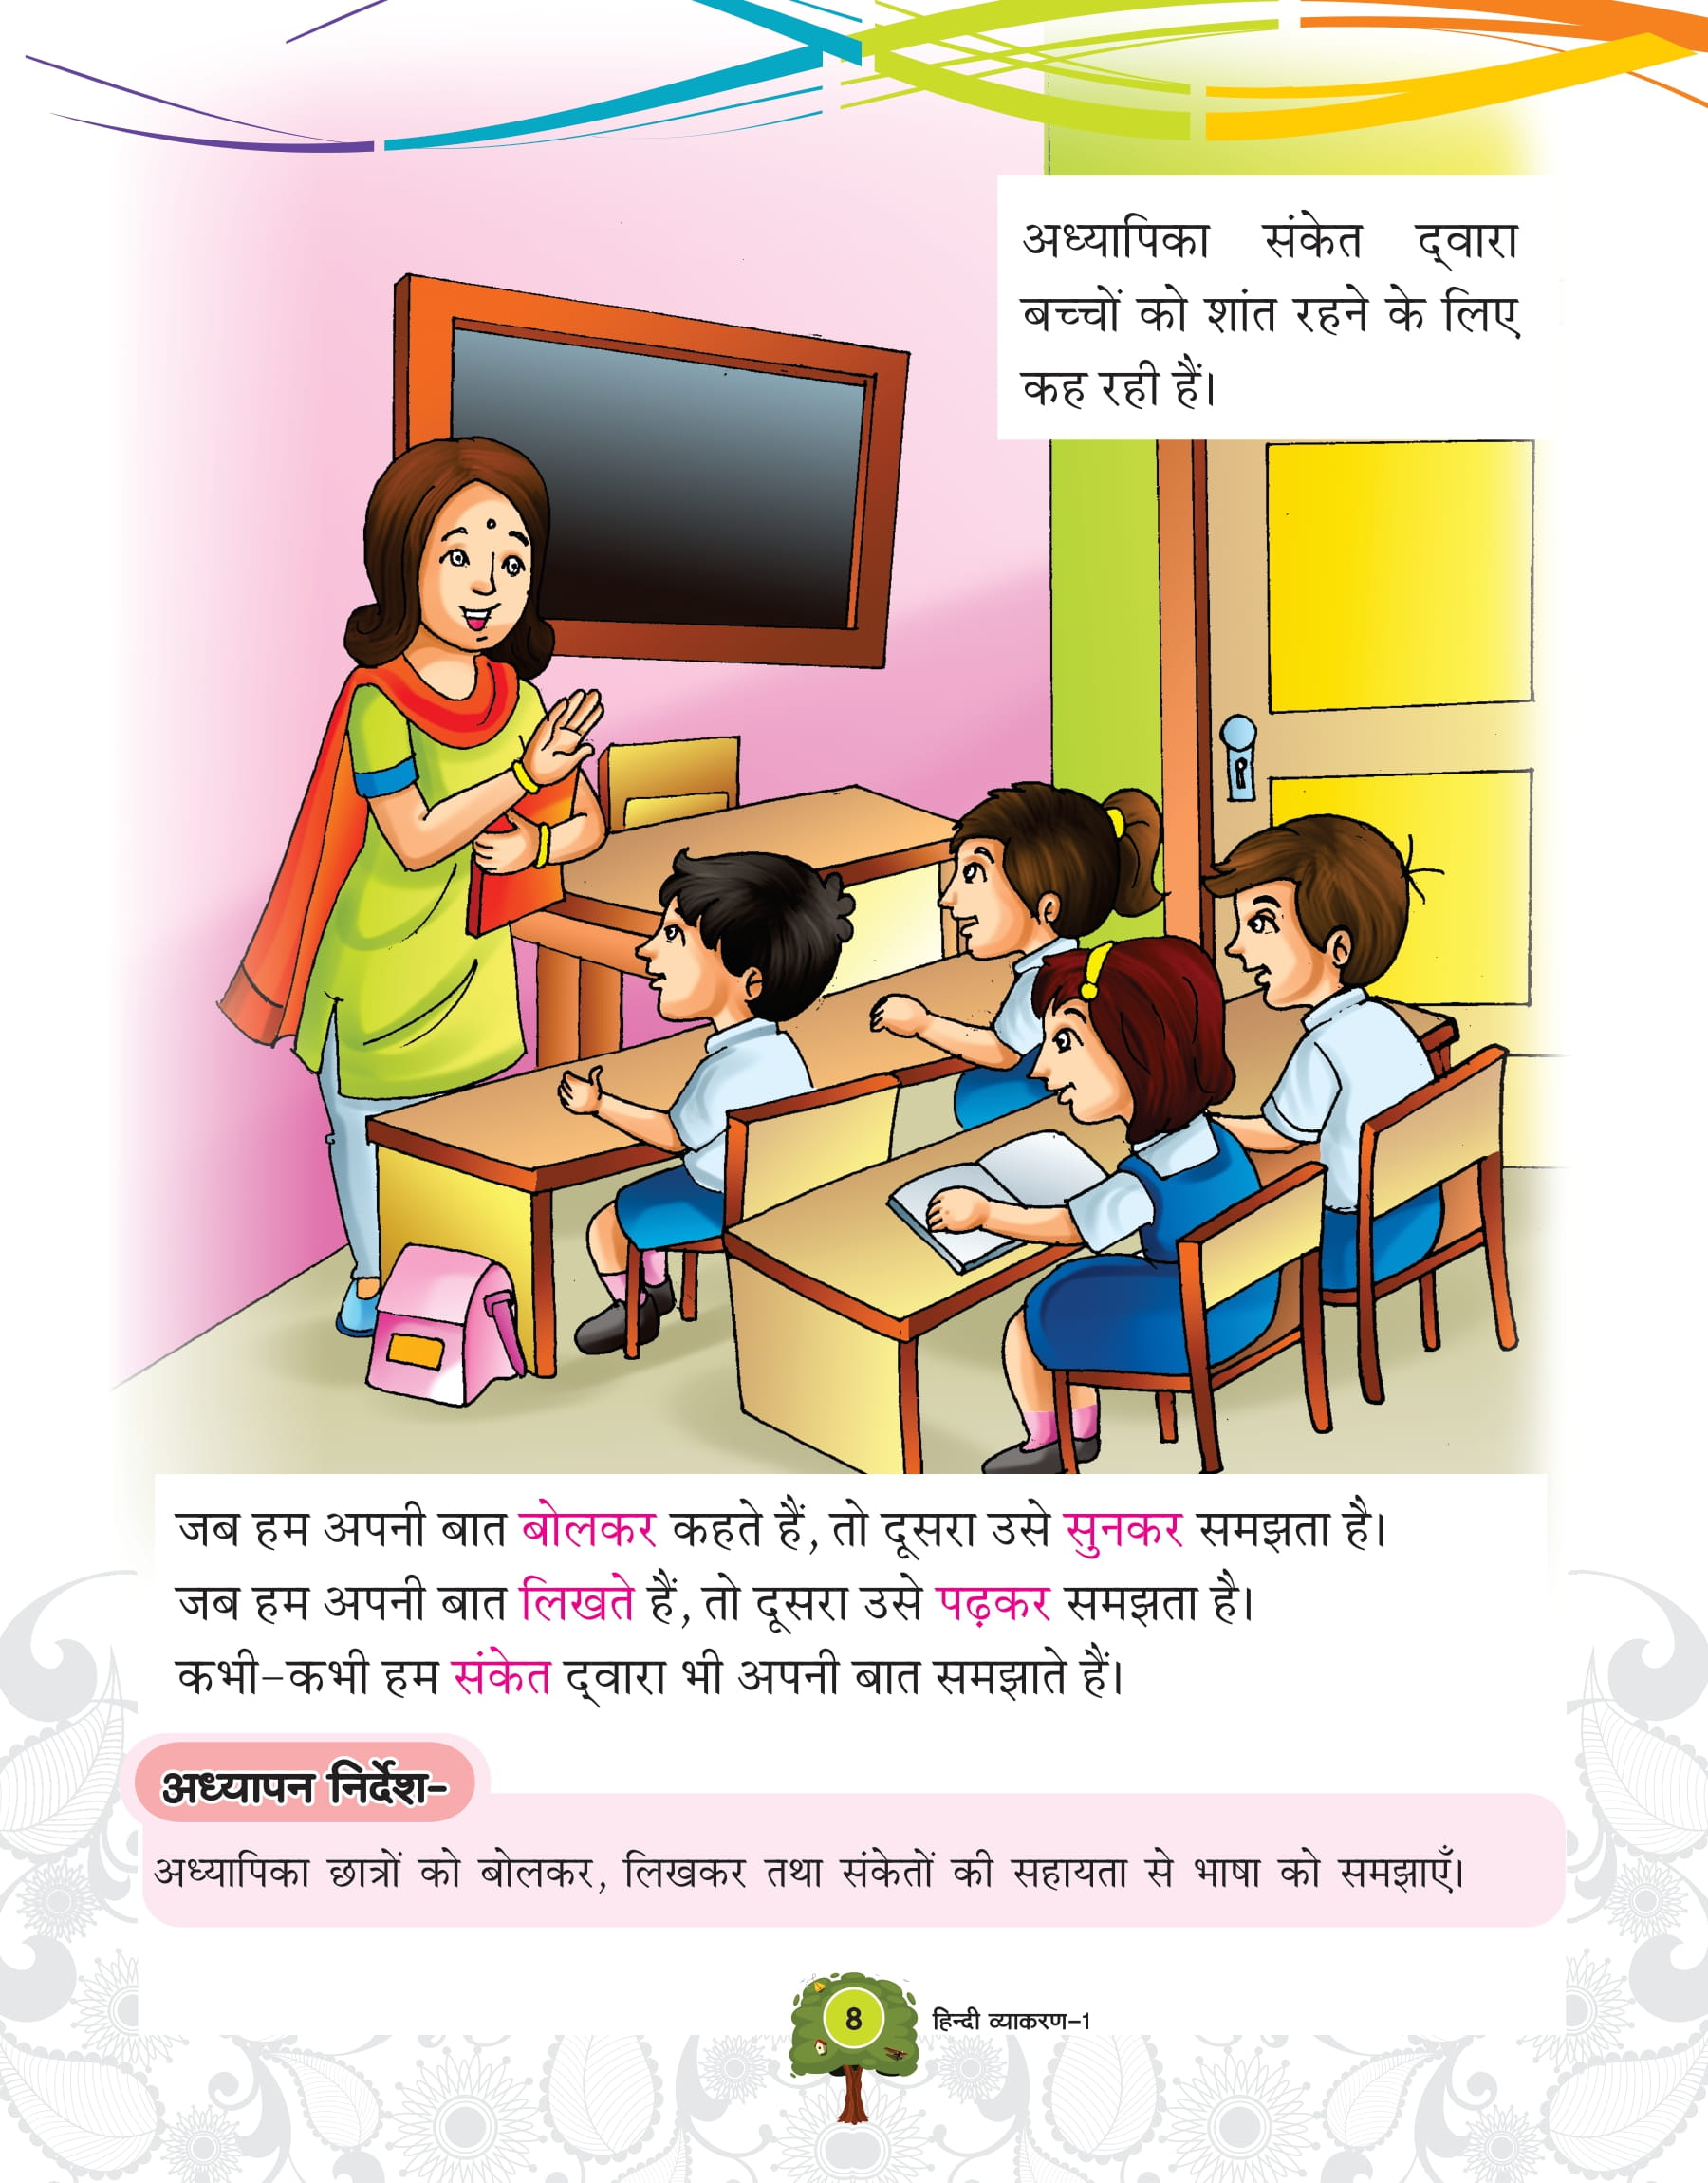 अध्यापिका संकेत द्‌वारा
बच्चों को शांत रहने के लिए
कह रही हैं।
जब हम अपनी बात बोलकर कहते हैं, तो दूसरा उसे सुनकर समझता है।
जब हम अपनी बात लिखते हैं, तो दूसरा उसे पढ़कर समझता है।
कभी-कभी हम संकेत द्‌वारा भी अपनी बात समझाते हैं।
अध्यापन निर्देश-
अध्यापिका छात्रों को बोलकर, लिखकर तथा संकेतों की सहायता से भाषा को समझाएँ।
8 हिन्दी व्याकरण-1